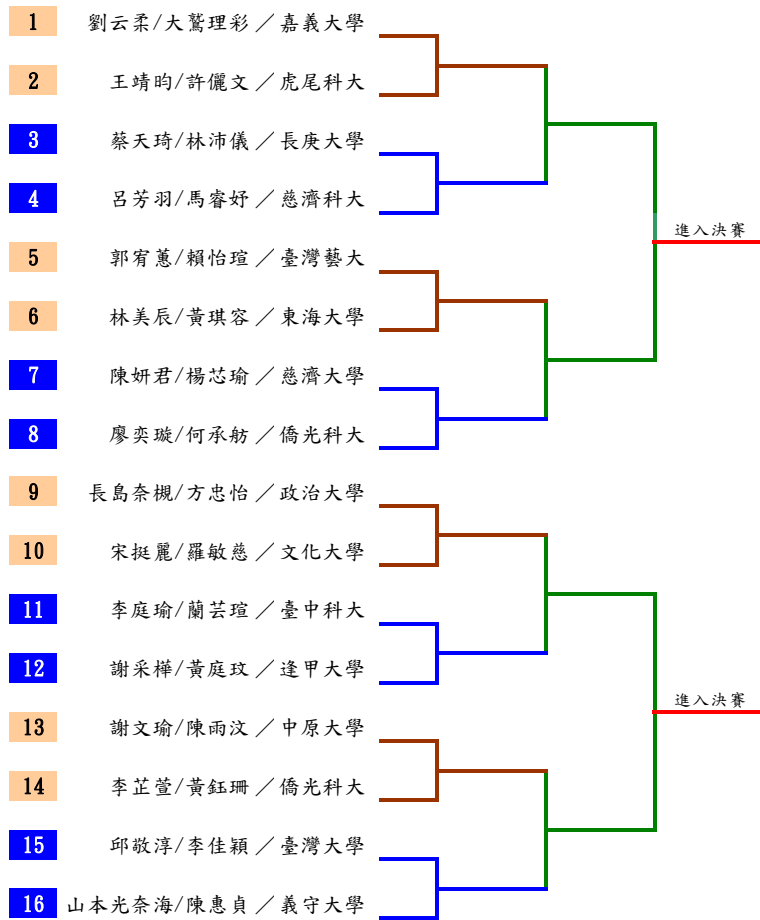 1 劉云柔/大鷲理彩／嘉義大學
2 王靖昀/許儷文／虎尾科大
3 蔡天琦/林沛儀／長庚大學
4 呂芳羽/馬睿妤／慈濟科大
進入決賽
5 郭宥蕙/賴怡瑄／臺灣藝大
6 林美辰/黃琪容／東海大學
7 陳妍君/楊芯瑜／慈濟大學
8 廖奕璇/何承舫／僑光科大
9 長島奈槻/方忠怡／政治大學
10 宋挺麗/羅敏慈／文化大學
11 李庭瑜/蘭芸瑄／臺中科大
12 謝采樺/黃庭玟／逢甲大學
進入決賽
13 謝文瑜/陳雨汶／中原大學
14 李芷萱/黃鈺珊／僑光科大
15 邱敬淳/李佳穎／臺灣大學
16 山本光奈海/陳惠貞／義守大學